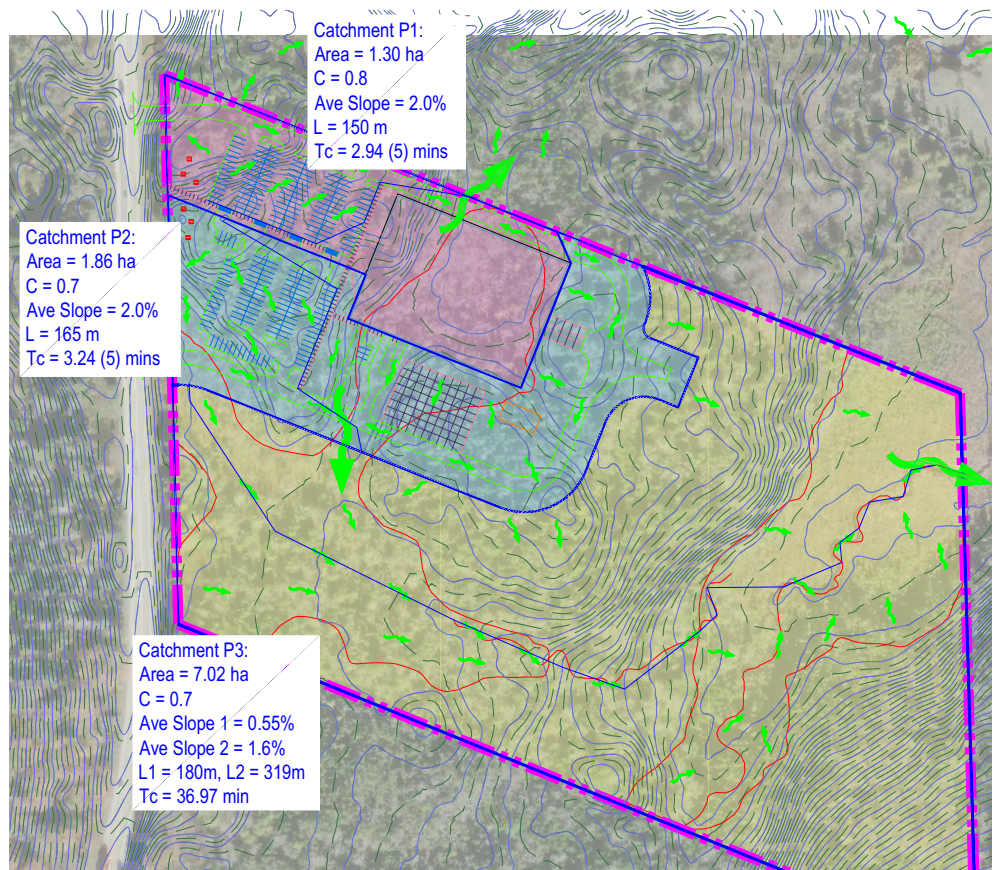 Catchment P1:
Area = 1.30 ha
C = 0.8
Ave Slope = 2.0%
L = 150 m
Tc = 2.94 (5) mins
Catchment P2:
Area = 1.86 ha
C = 0.7
Ave Slope = 2.0%
L = 165 m
Tc = 3.24 (5) mins
Catchment P3:
Area = 7.02 ha
C = 0.7
Ave Slope 1 = 0.55%
Ave Slope 2 = 1.6%
L1 = 180m, L2 = 319m
Tc = 36.97 min